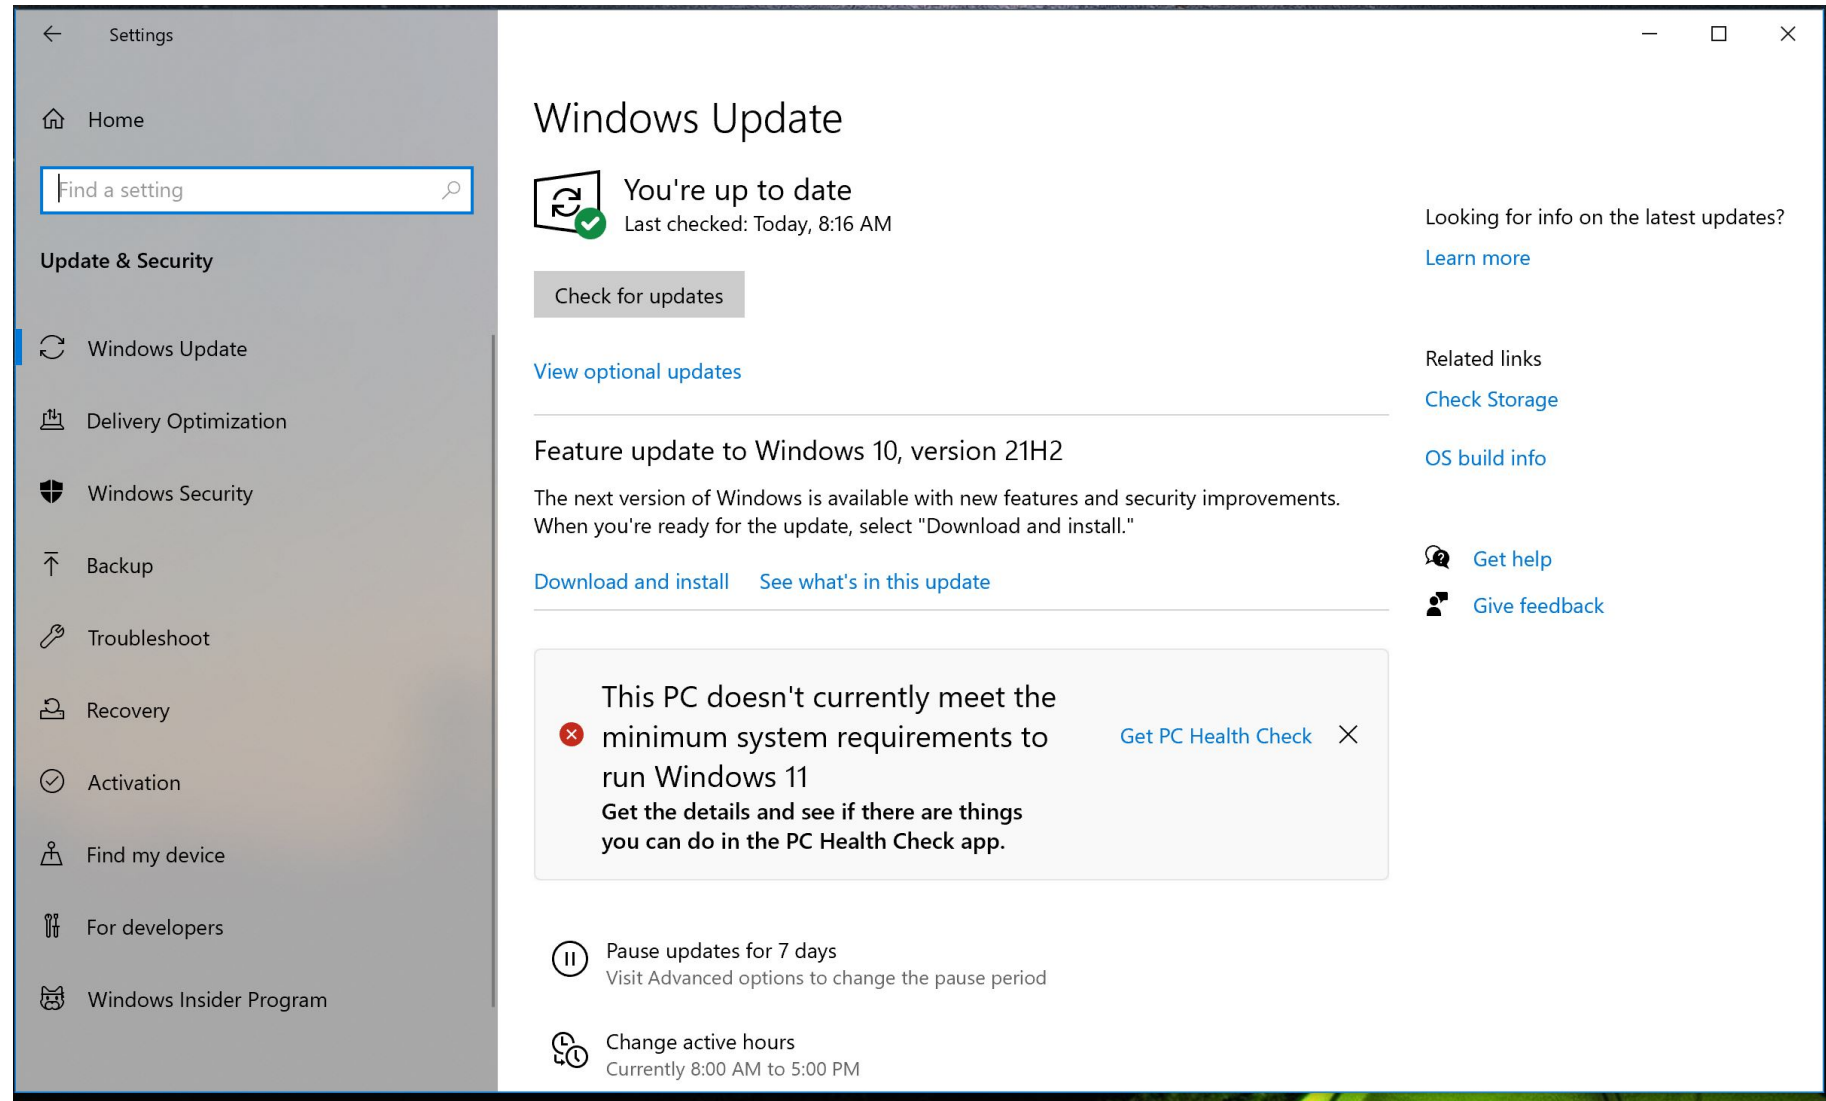 Settings
Home
Find a setting
Update & Security
Windows Update
Delivery Optimization
Windows Security
Backup
Troubleshoot
Recovery
Activation
Find my device
For developers
Windows Insider Program
Windows Update
You're up to date
Last checked: Today, 8:16 AM
Check for updates
View optional updates
Feature update to Windows 10, version 21H2
The next version of Windows is available with new features and security improvements.
When you're ready for the update, select "Download and install."
Download and install See what's in this update
This PC doesn't currently meet the
minimum system requirements to
run Windows 11
Get the details and see if there are things
you can do in the PC Health Check app.
Get PC Health Check
Pause updates for 7 days
Visit Advanced options to change the pause period
Change active hours
Currently 8:00 AM to 5:00 PM
Looking for info on the latest updates?
Learn more
Related links
Check Storage
OS build info
Get help
Give feedback